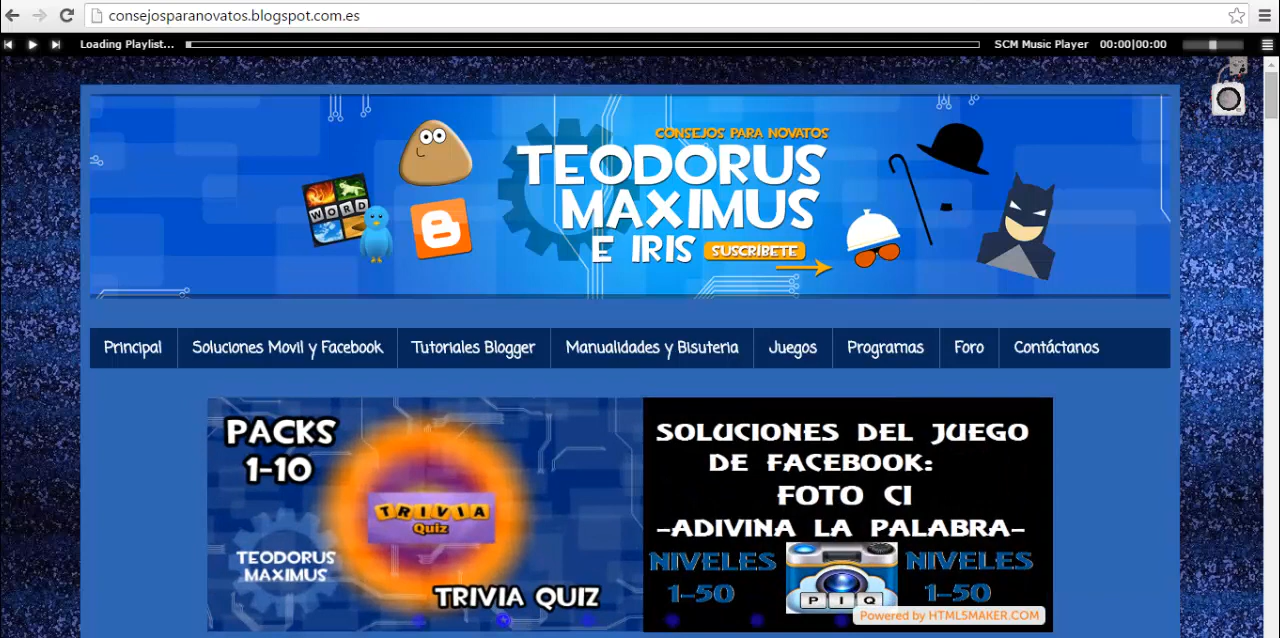 consejosparanovatos.blogspot.com.es
Loading Playlist... SCM Music Player 00:00|00:00
CONSEJOS PARA NOVATOS
TEODORUS
MAXIMUS
E IRIS SUSCRÍBETE
WORD
Principal Soluciones Movil y Facebook Tutoriales Blogger Manualidades y Bisuteria Juegos Programas Foro Contáctanos
PACKS
1-10
TRIVIA
Quiz
TEODORUS
MAXIMUS
TRIVIA QUIZ
SOLUCIONES DEL JUEGO
DE FACEBOOK:
FOTO CI
-ADIVINA LA PALABRA-
NIVELES NIVELES
1-50 1-50
PIQ
Powered by HTML5MAKER.COM